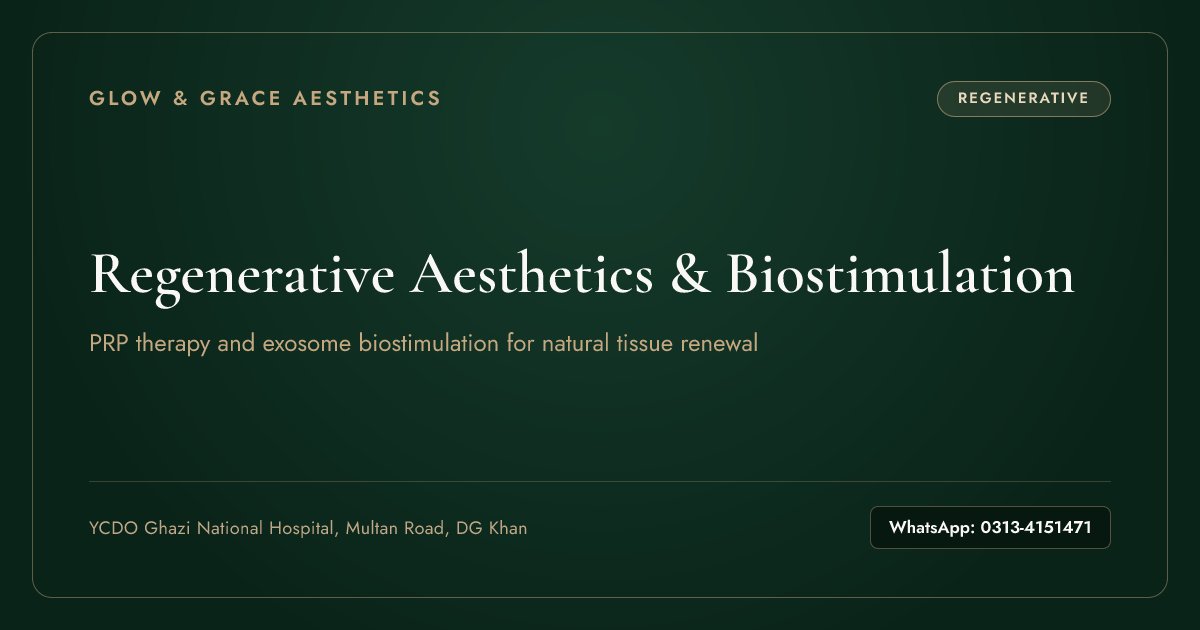 GLOW & GRACE AESTHETICS
REGENERATIVE
Regenerative Aesthetics & Biostimulation
PRP therapy and exosome biostimulation for natural tissue renewal
YCDO Ghazi National Hospital, Multan Road, DG Khan
WhatsApp: 0313-4151471